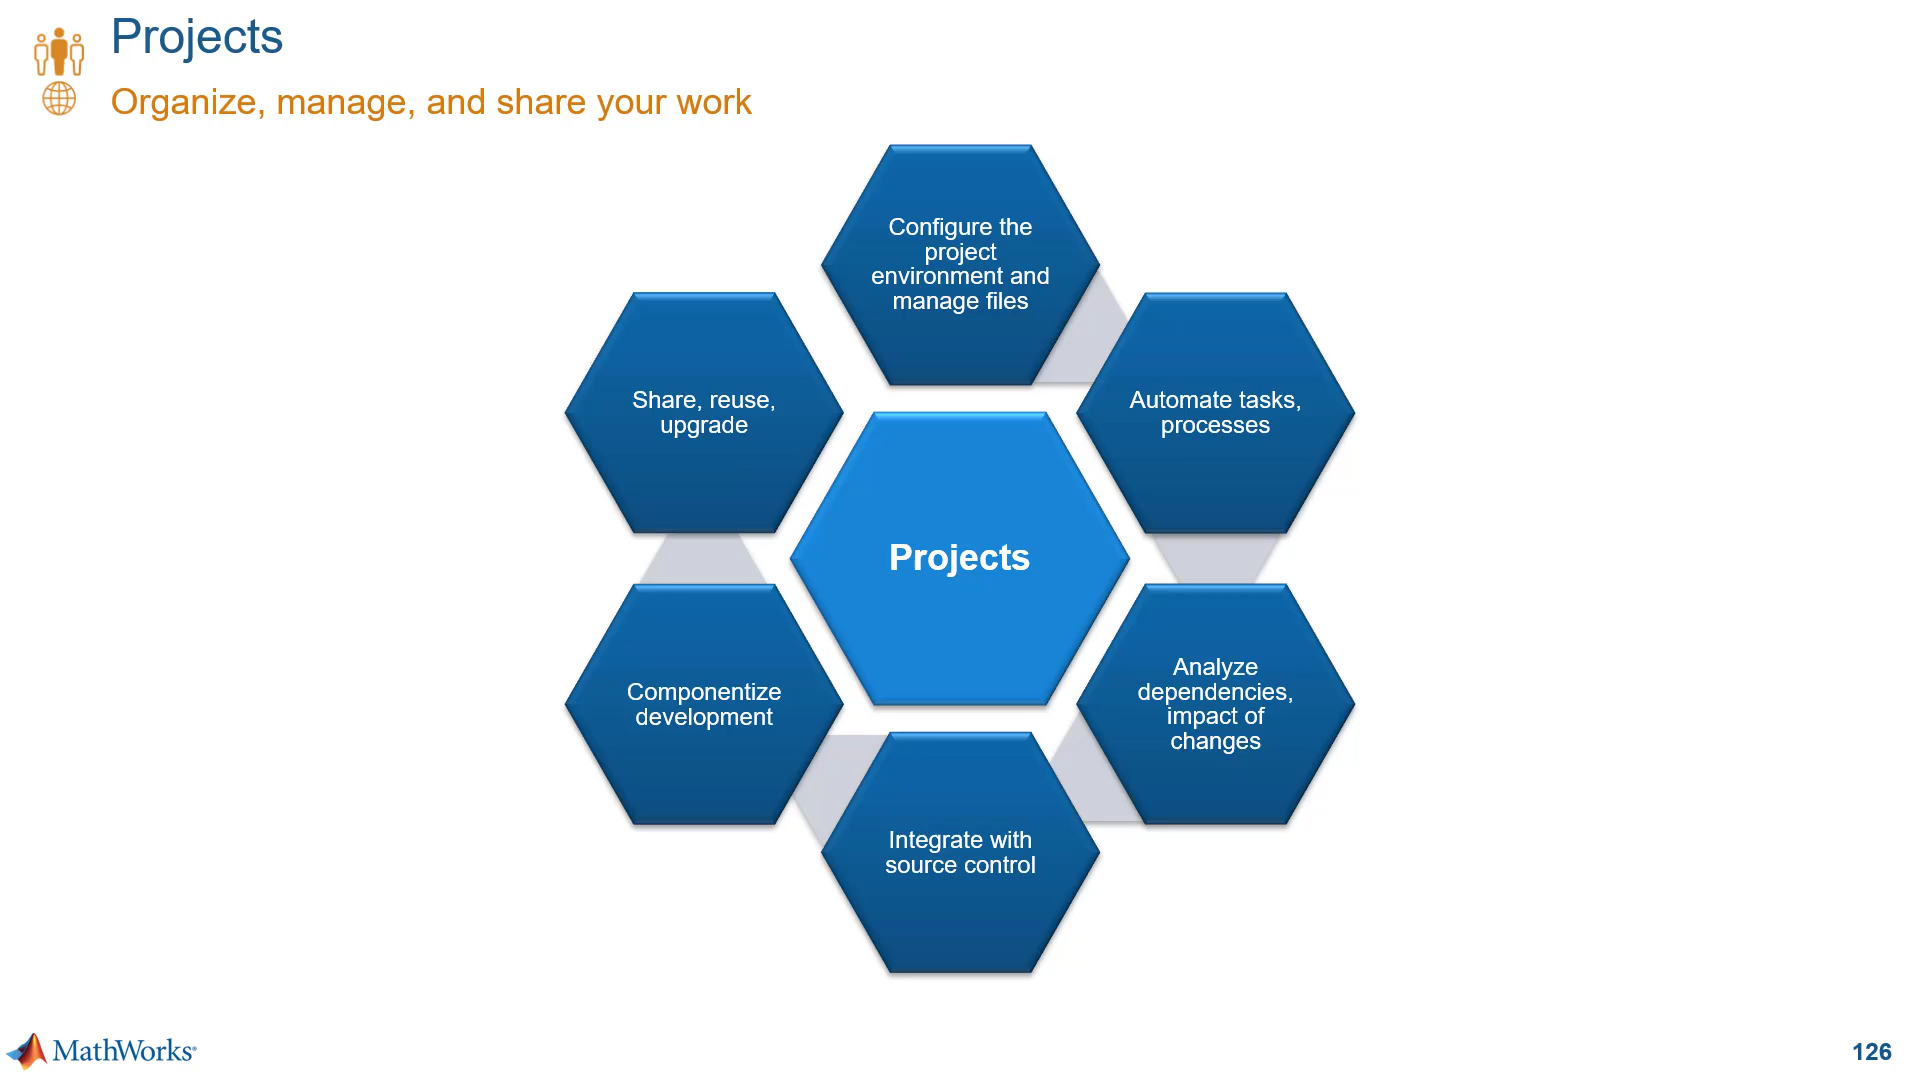 Projects
Organize, manage, and share your work
Configure the
project
environment and
manage files
Share, reuse,
upgrade
Automate tasks,
processes
Projects
Componentize
development
Analyze
dependencies,
impact of
changes
Integrate with
source control
MathWorks®
126